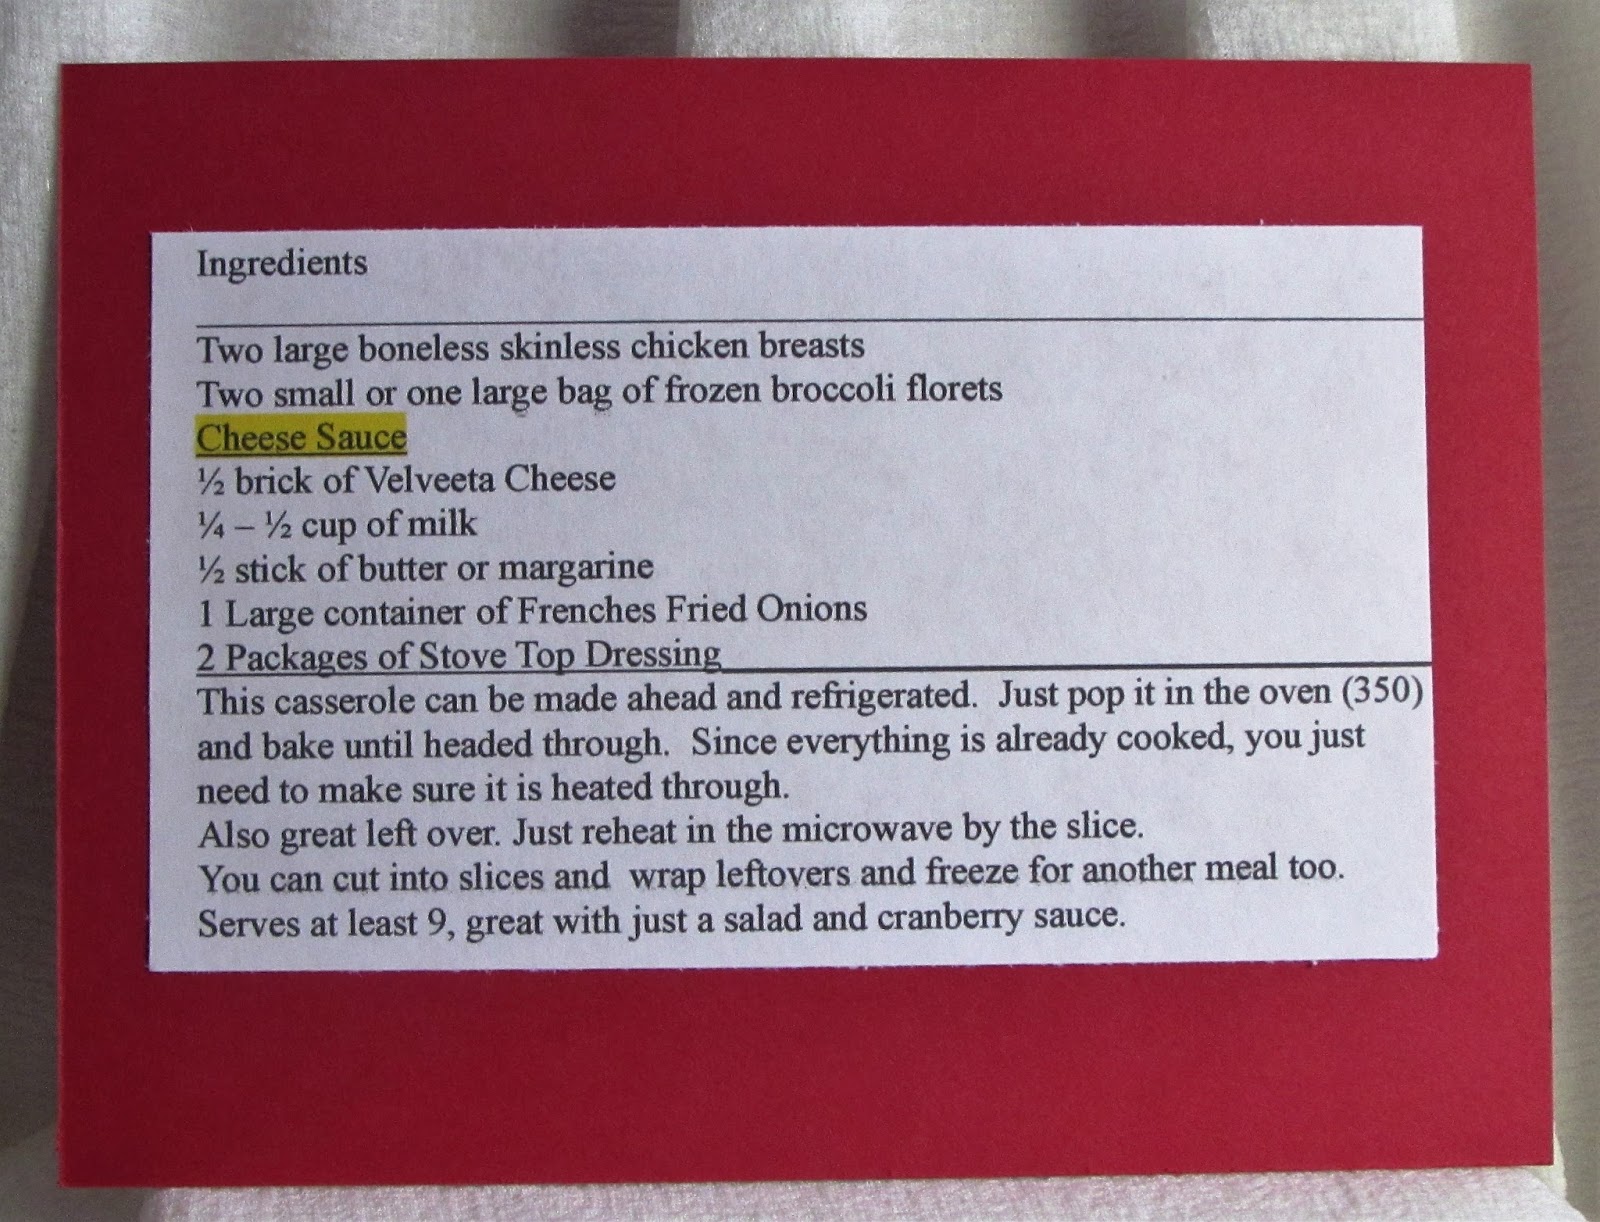 Ingredients
Two large boneless skinless chicken breasts
Two small or one large bag of frozen broccoli florets
Cheese Sauce
½ brick of Velveeta Cheese
¼ – ½ cup of milk
½ stick of butter or margarine
1 Large container of Frenches Fried Onions
2 Packages of Stove Top Dressing
This casserole can be made ahead and refrigerated.  Just pop it in the oven (350)
and bake until headed through.  Since everything is already cooked, you just
need to make sure it is heated through.
Also great left over. Just reheat in the microwave by the slice.
You can cut into slices and  wrap leftovers and freeze for another meal too.
Serves at least 9, great with just a salad and cranberry sauce.